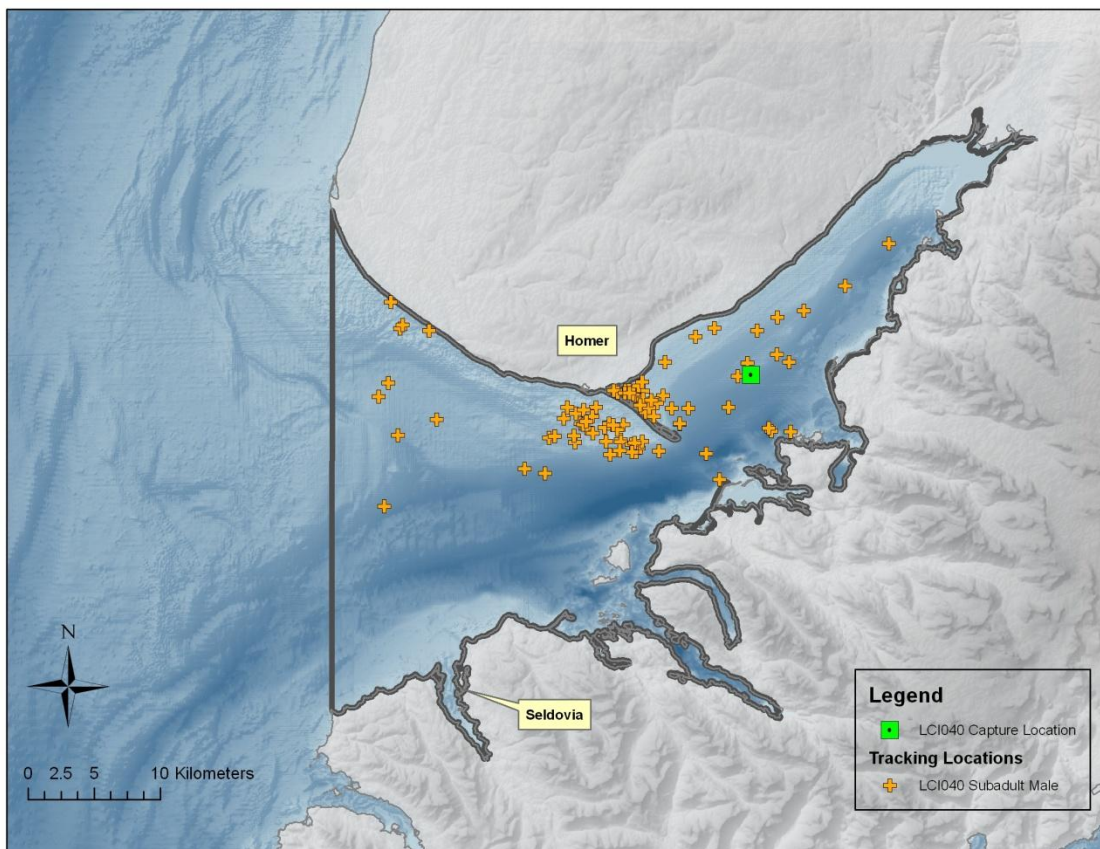 Homer
N
Seldovia
0 2.5 5 10 Kilometers
Legend
LCI040 Capture Location
Tracking Locations
LCI040 Subadult Male